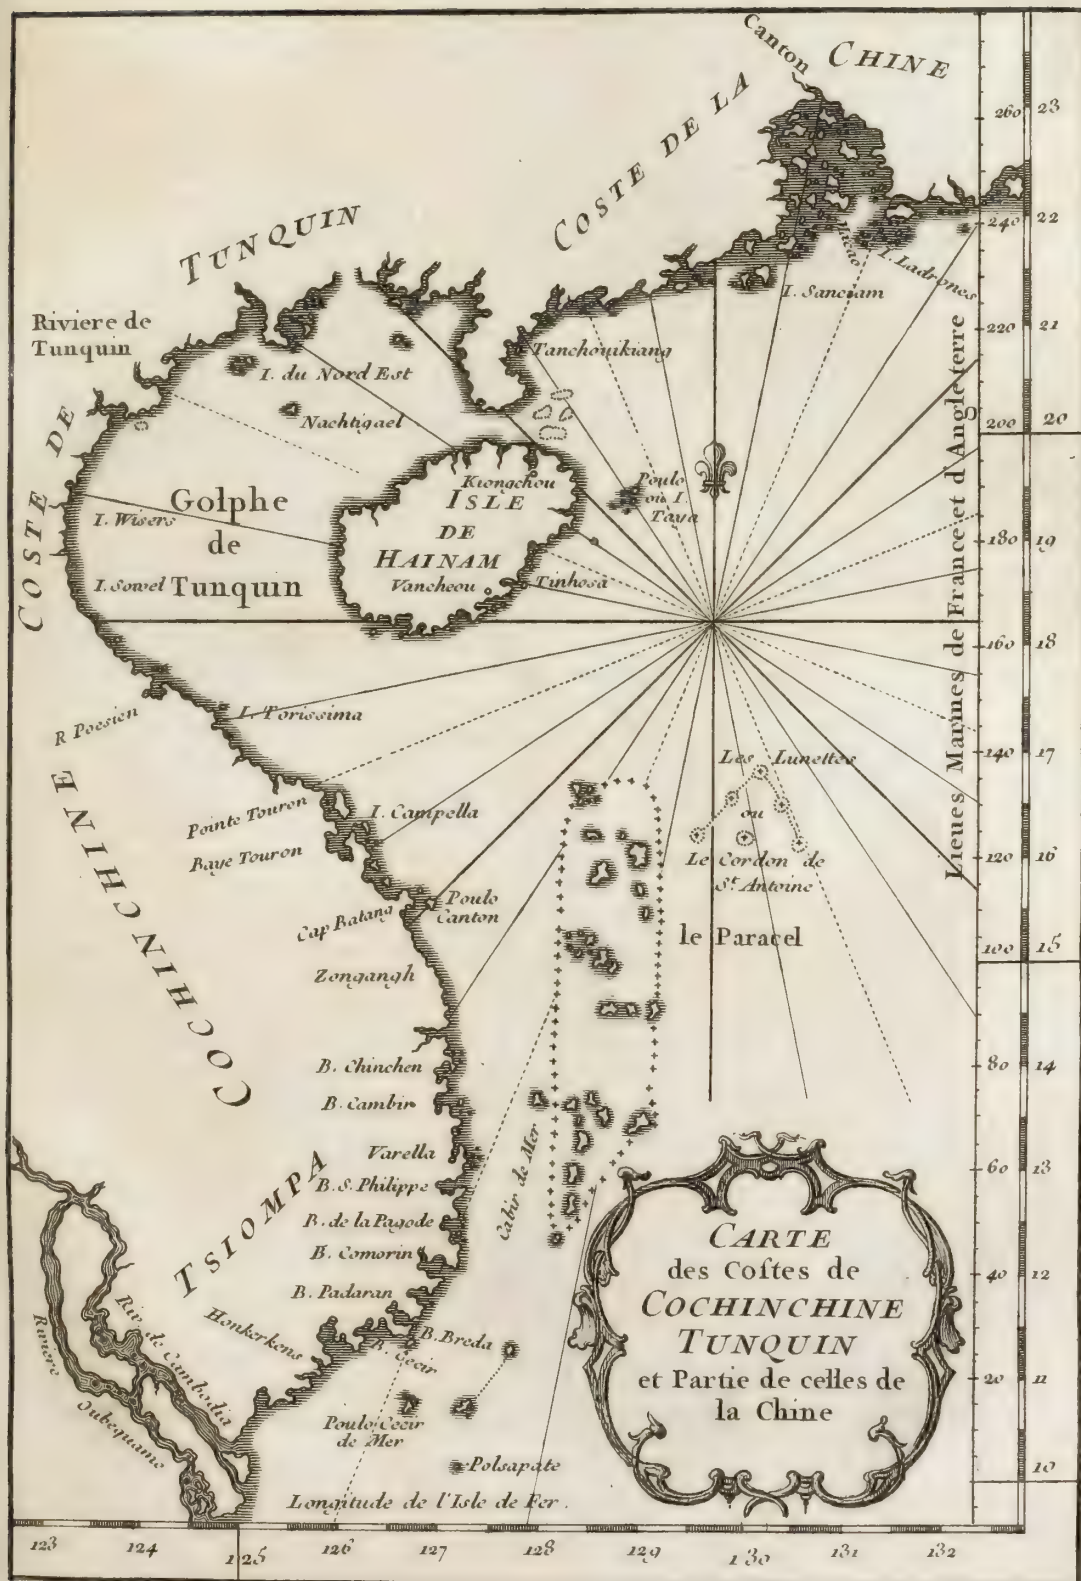 Canton
CHINE
COSTE DE LA
TUNQUIN
Macao
I. Ladrones
I. Sanciam
Riviere de
Tunquin
Tanchouikiang
I. du Nord Est
Nachtigael
COSTE DE
COCHINCHINE
Kiongchou
ISLE
DE
HAINAM
Vancheou
Tinhosa
Poulo
ou I.
Taya
Golphe
de
Tunquin
I. Wisers
I. Sowel
R Poesien
I. Torissima
Pointe Touron
I. Campella
Baye Touron
Cap Batang
Poulo
Canton
Zongangh
Les Lunettes
ou
Le Cordon de
St. Antoine
le Paracel
B. Chinchen
B. Cambir
Varella
B. S. Philippe
B. de la Pagode
B. Comorin
B. Padaran
B. Breda
B. Cecir
Honkerkens
TSIOMPA
Cabir de Mer
Riviere
Oubequame
Riv. de Cambodia
Poulo Cecir
de Mer
Polsapate
Longitude de l'Isle de Fer.
CARTE
des Costes de
COCHINCHINE
TUNQUIN
et Partie de celles de
la Chine
Lieues Marines de France et d'Angleterre
260 23
240 22
220 21
200 20
180 19
160 18
140 17
120 16
100 15
80 14
60 13
40 12
20 11
10
123 124 125 126 127 128 129 130 131 132